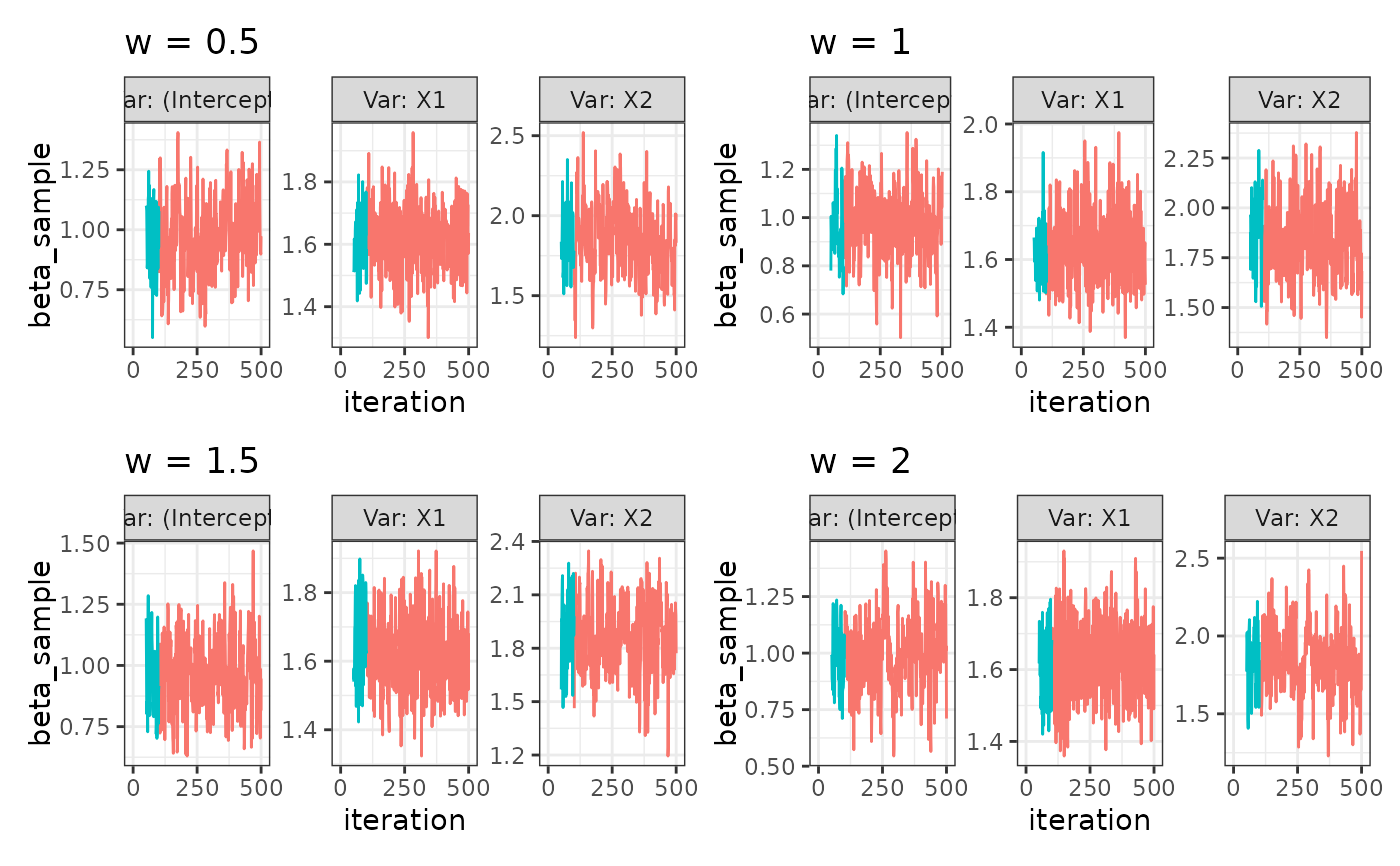 w = 0.5
ar: (Intercept Var: X1 Var: X2
beta_sample
1.25
1.00
0.75
1.8
1.6
1.4
2.5
2.0
1.5
0 250 500 0 250 500 0 250 500
iteration
w = 1
ar: (Intercep Var: X1 Var: X2
beta_sample
1.2
1.0
0.8
0.6
2.0
1.8
1.6
1.4
2.25
2.00
1.75
1.50
0 250 500 0 250 500 0 250 500
iteration
w = 1.5
ar: (Intercept Var: X1 Var: X2
beta_sample
1.50
1.25
1.00
0.75
1.8
1.6
1.4
2.4
2.1
1.8
1.5
1.2
0 250 500 0 250 500 0 250 500
iteration
w = 2
ar: (Intercep Var: X1 Var: X2
beta_sample
1.25
1.00
0.75
0.50
1.8
1.6
1.4
2.5
2.0
1.5
0 250 500 0 250 500 0 250 500
iteration